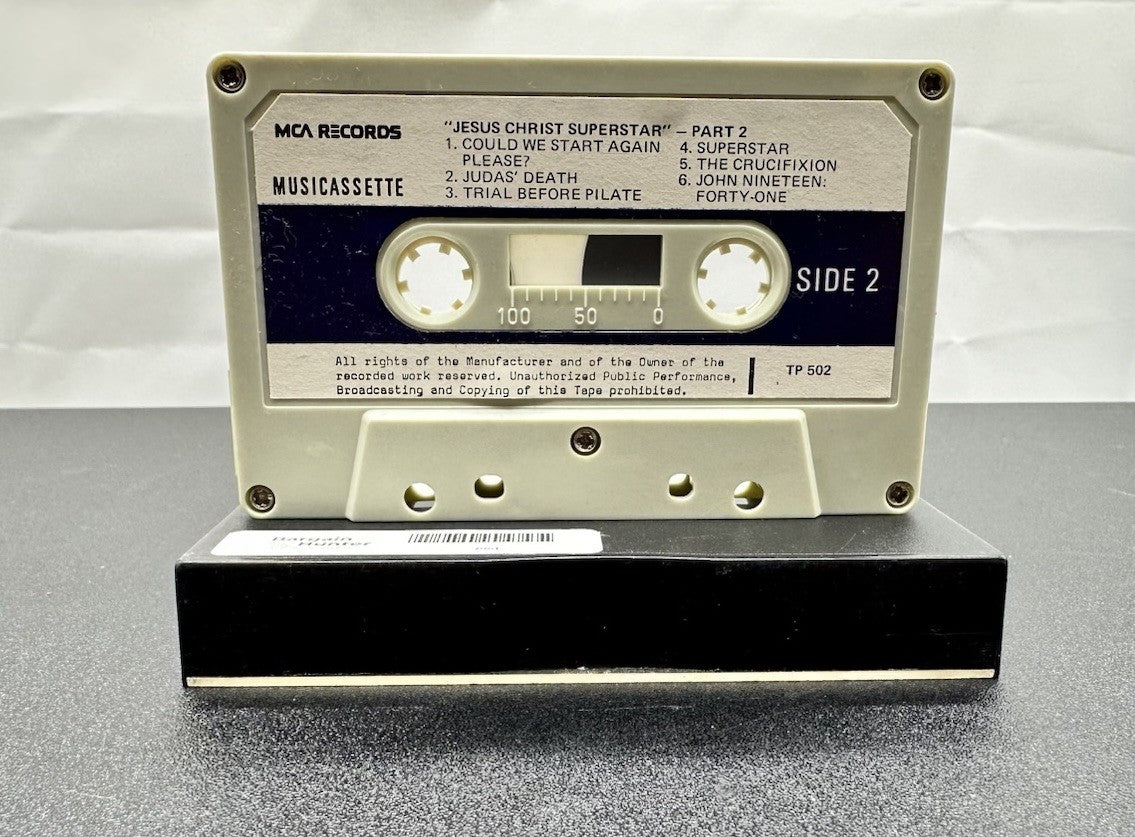 MCA RECORDS
MUSICASSETTE
"JESUS CHRIST SUPERSTAR" – PART 2
1. COULD WE START AGAIN
PLEASE?
2. JUDAS' DEATH
3. TRIAL BEFORE PILATE
4. SUPERSTAR
5. THE CRUCIFIXION
6. JOHN NINETEEN:
FORTY-ONE
SIDE 2
100 50 0
All rights of the Manufacturer and of the Owner of the
recorded work reserved. Unauthorized Public Performance,
Broadcasting and Copying of this Tape prohibited.
TP 502
Bargain
Hunter